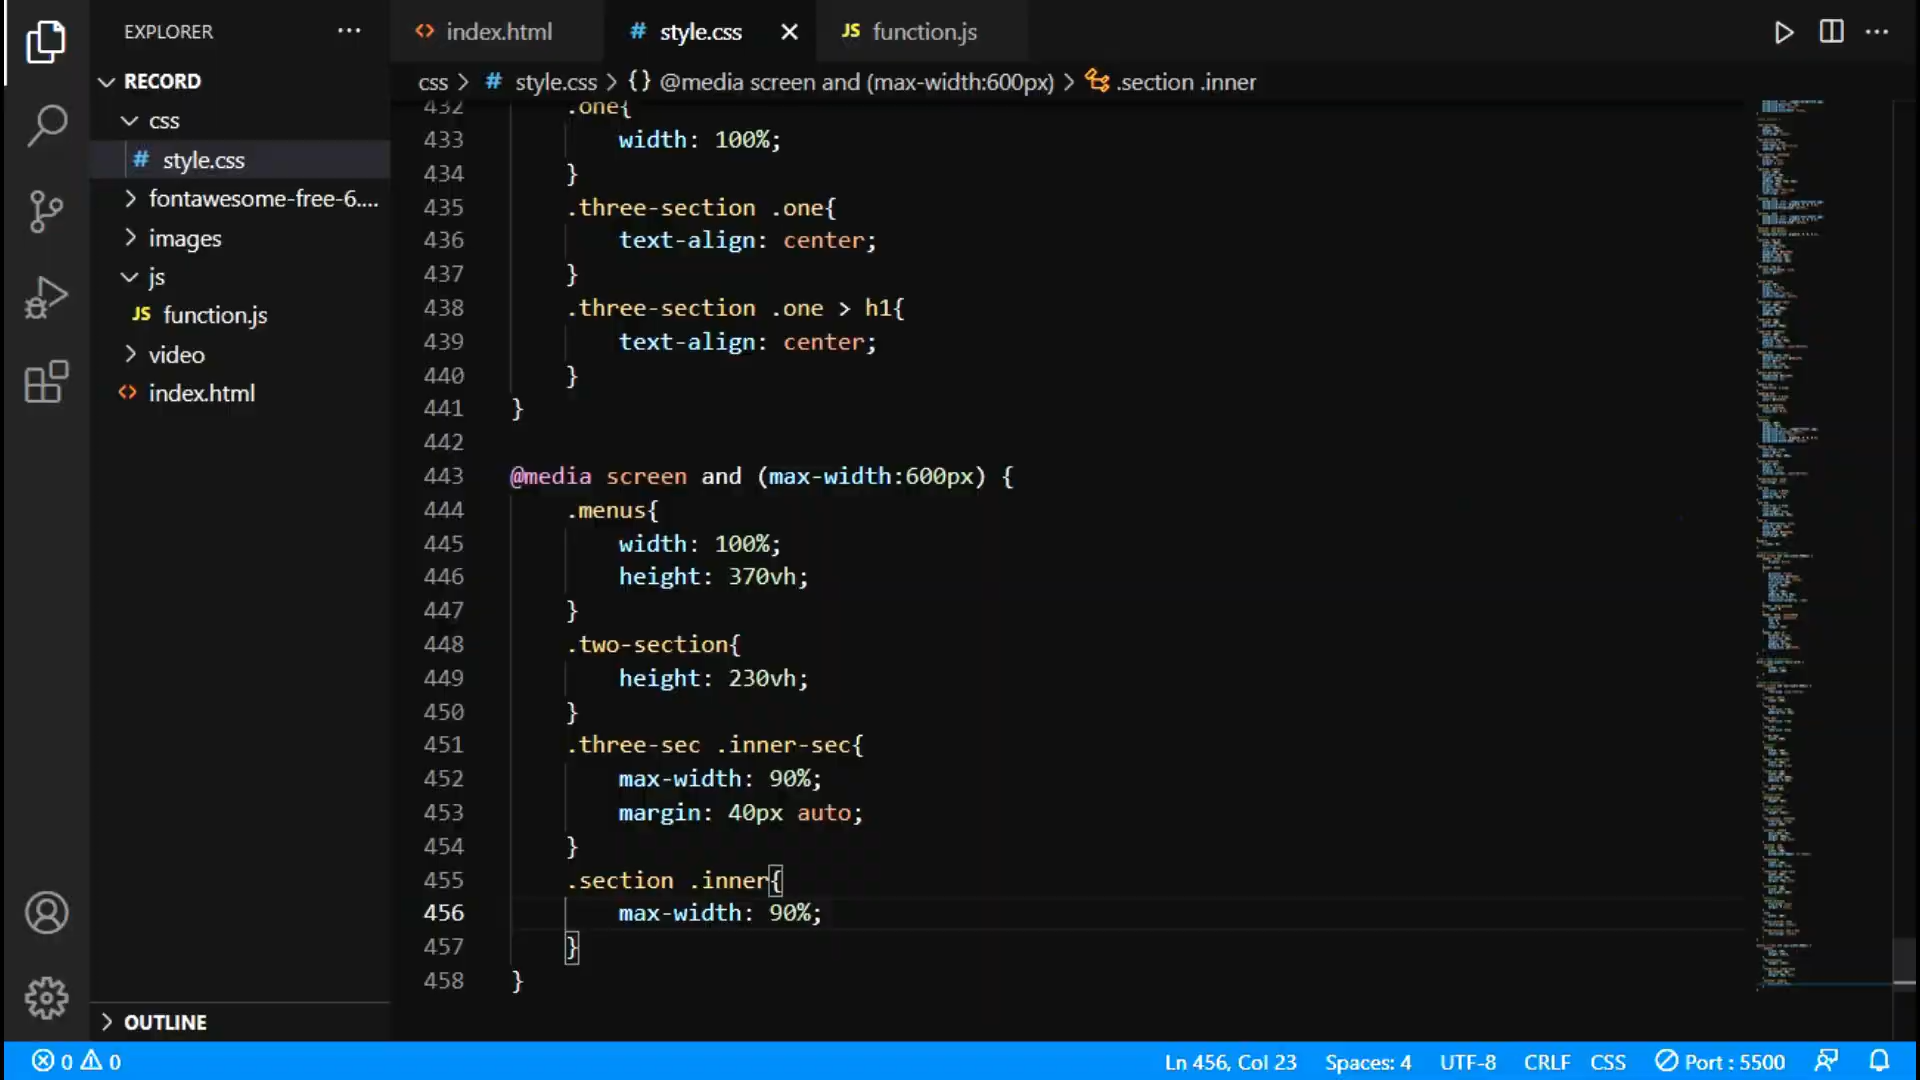 EXPLORER ···
RECORD
css
# style.css
fontawesome-free-6....
images
js
JS function.js
video
<> index.html
OUTLINE
<> index.html # style.css JS function.js
css > # style.css > {} @media screen and (max-width:600px) > .section .inner
432 .one{
433 width: 100%;
434 }
435 .three-section .one{
436 text-align: center;
437 }
438 .three-section .one > h1{
439 text-align: center;
440 }
441 }
442
443 @media screen and (max-width:600px) {
444 .menus{
445 width: 100%;
446 height: 370vh;
447 }
448 .two-section{
449 height: 230vh;
450 }
451 .three-sec .inner-sec{
452 max-width: 90%;
453 margin: 40px auto;
454 }
455 .section .inner{
456 max-width: 90%;
457 }
458 }
0 0 Ln 456, Col 23 Spaces: 4 UTF-8 CRLF CSS Port : 5500